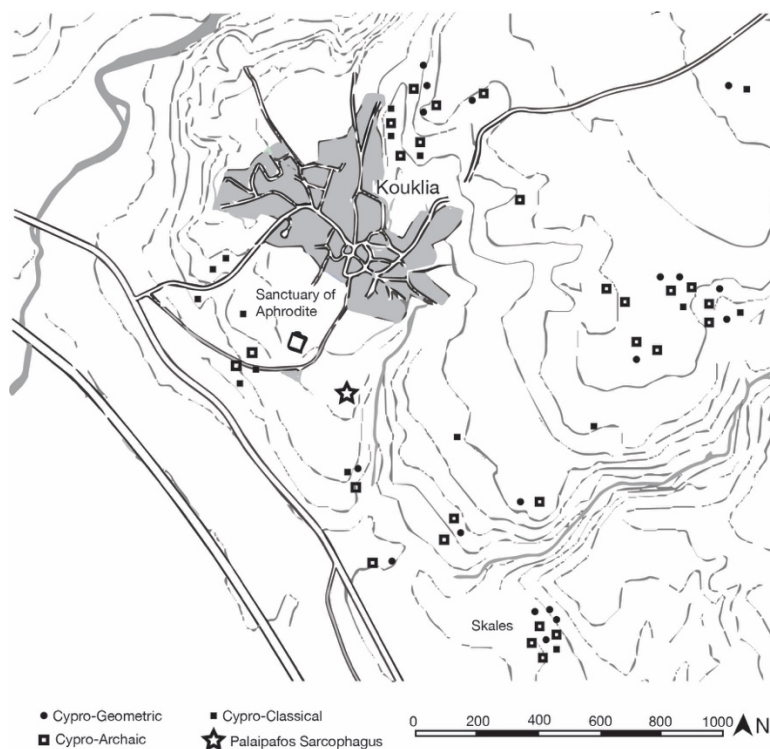 Kouklia
Sanctuary of
Aphrodite
Skales
Cypro-Geometric
Cypro-Classical
Cypro-Archaic
Palaipafos Sarcophagus
0 200 400 600 800 1000
N